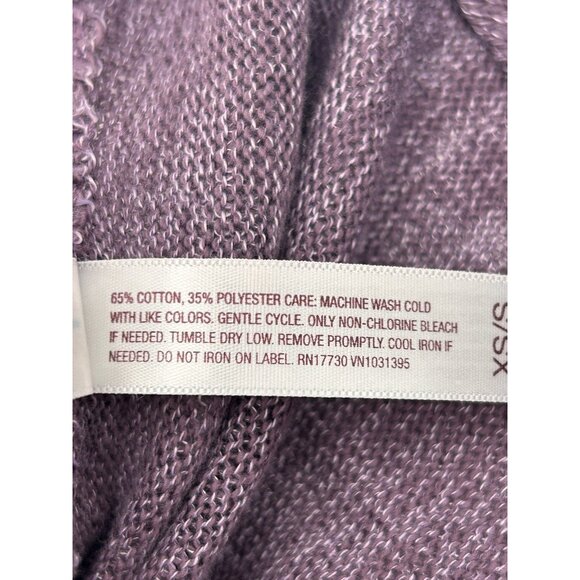 65% COTTON, 35% POLYESTER CARE: MACHINE WASH COLD
WITH LIKE COLORS. GENTLE CYCLE. ONLY NON-CHLORINE BLEACH
IF NEEDED. TUMBLE DRY LOW. REMOVE PROMPTLY. COOL IRON IF
NEEDED. DO NOT IRON ON LABEL. RN17730 VN1031395
XS/S